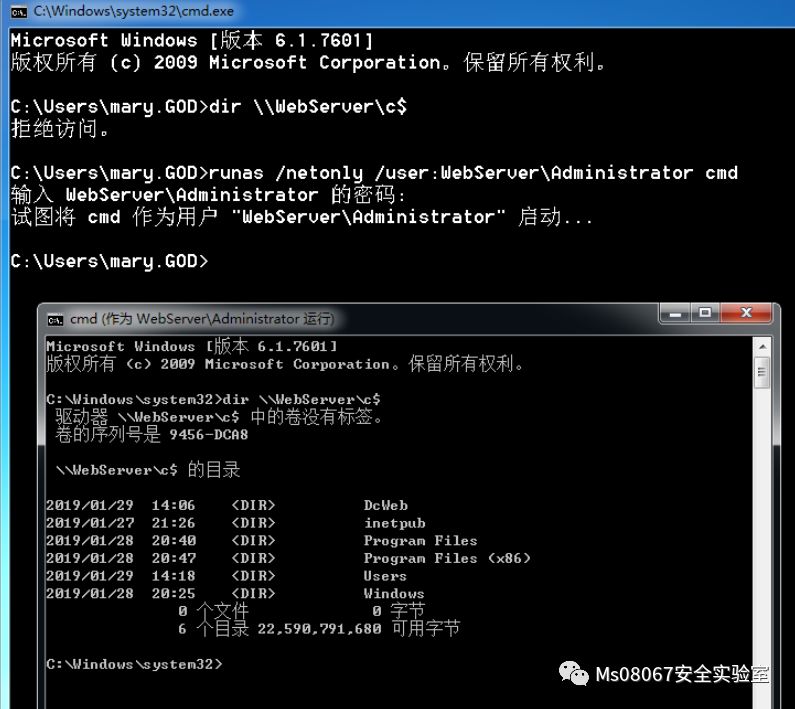 C:\Windows\system32\cmd.exe
Microsoft Windows [版本 6.1.7601]
版权所有 (c) 2009 Microsoft Corporation。保留所有权利。
C:\Users\mary.GOD>dir \\WebServer\c$
拒绝访问。
C:\Users\mary.GOD>runas /netonly /user:WebServer\Administrator cmd
输入 WebServer\Administrator 的密码:
试图将 cmd 作为用户 "WebServer\Administrator" 启动...
C:\Users\mary.GOD>
cmd (作为 WebServer\Administrator 运行)
Microsoft Windows [版本 6.1.7601]
版权所有 (c) 2009 Microsoft Corporation。保留所有权利。
C:\Windows\system32>dir \\WebServer\c$
驱动器 \\WebServer\c$ 中的卷没有标签。
卷的序列号是 9456-DCA8
\\WebServer\c$ 的目录
2019/01/29  14:06    <DIR>          DcWeb
2019/01/27  21:26    <DIR>          inetpub
2019/01/28  20:40    <DIR>          Program Files
2019/01/28  20:47    <DIR>          Program Files (x86)
2019/01/29  14:18    <DIR>          Users
2019/01/28  20:25    <DIR>          Windows
0 个文件              0 字节
6 个目录 22,590,791,680 可用字节
C:\Windows\system32>
Ms08067安全实验室